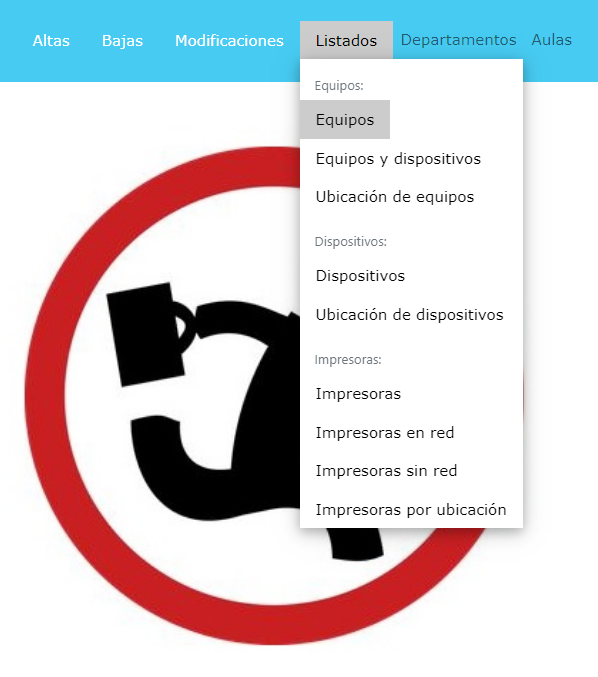 Altas Bajas Modificaciones Listados Departamentos Aulas
Equipos:
Equipos
Equipos y dispositivos
Ubicación de equipos
Dispositivos:
Dispositivos
Ubicación de dispositivos
Impresoras:
Impresoras
Impresoras en red
Impresoras sin red
Impresoras por ubicación